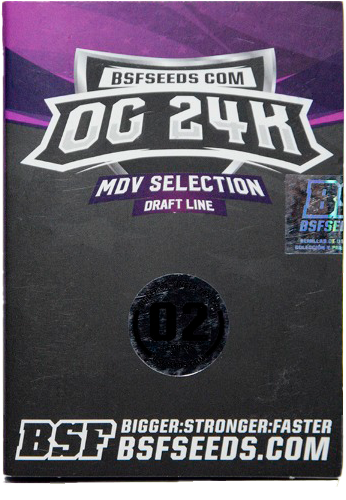 BSFSEEDS COM
OG 24K
MDV SELECTION
DRAFT LINE
BSFSEEDS
02
BSF
BIGGER:STRONGER:FASTER
BSFSEEDS.COM